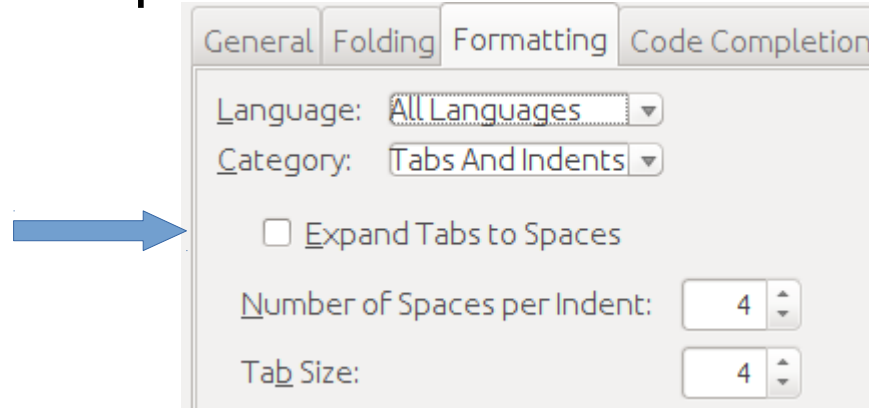 General Folding Formatting Code Completion
Language: All Languages
Category: Tabs And Indents
Expand Tabs to Spaces
Number of Spaces per Indent: 4
Tab Size: 4